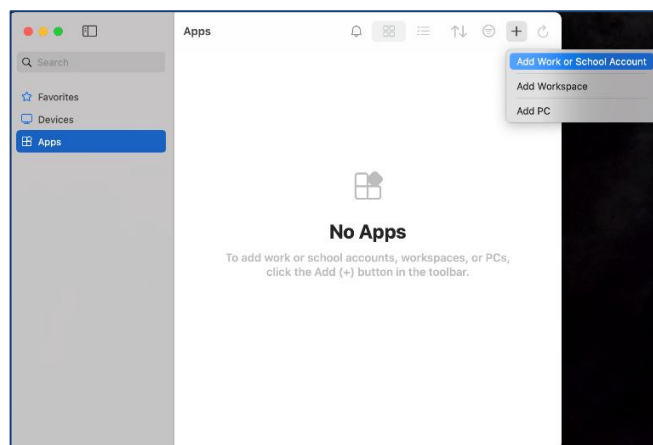 Apps
Search
Favorites
Devices
Apps
Add Work or School Account
Add Workspace
Add PC
No Apps
To add work or school accounts, workspaces, or PCs,
click the Add (+) button in the toolbar.